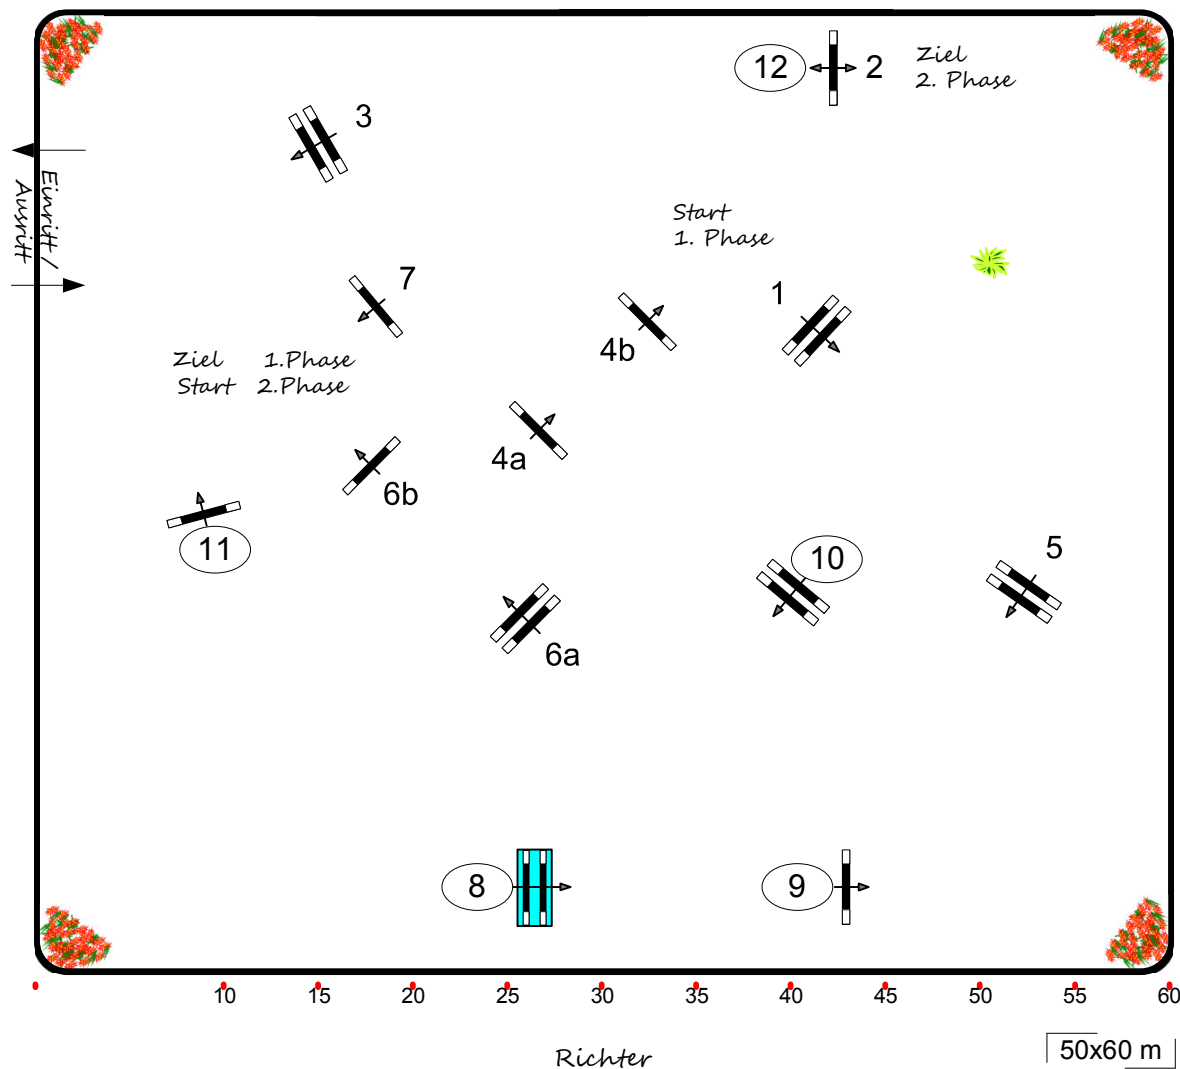 12
2
Ziel
2. Phase
3
Einritt /
Ausritt
Start
1. Phase
7
1
4b
Ziel 1.Phase
Start 2.Phase
4a
6b
11
10
5
6a
8
9
10 15 20 25 30 35 40 45 50 55 60
Richter
50x60 m